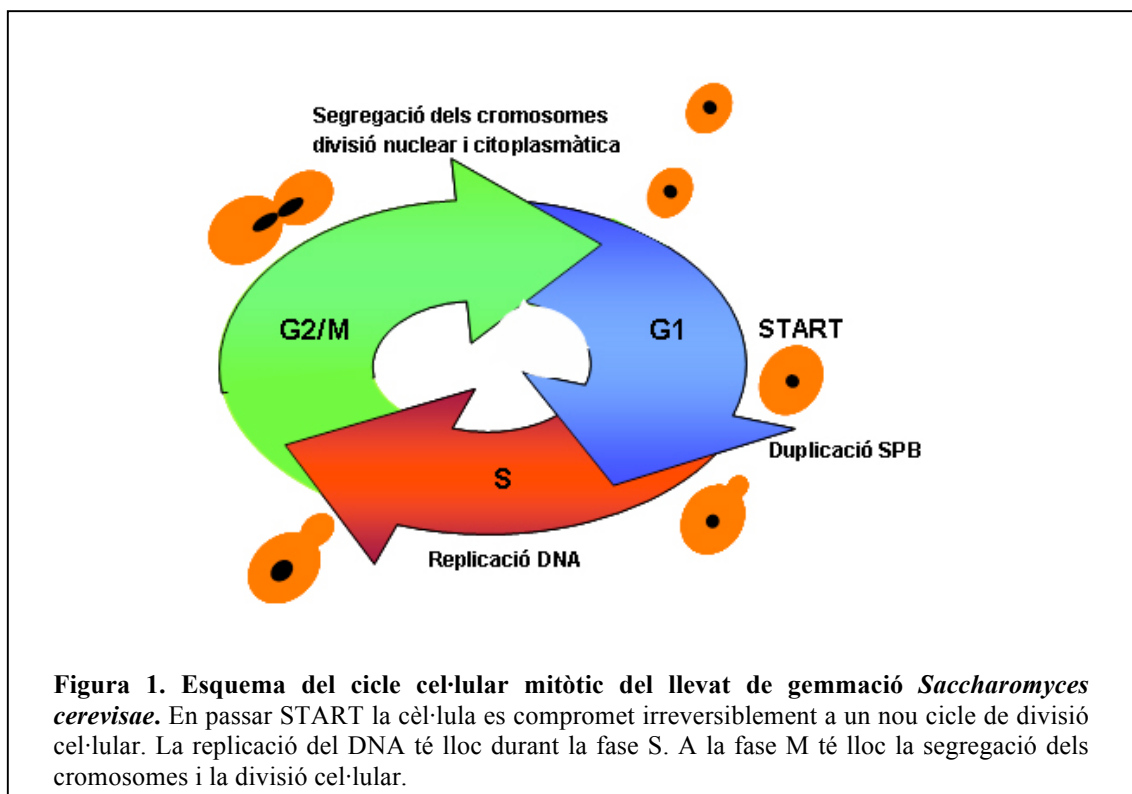 Segregació dels cromosomes
divisió nuclear i citoplasmàtica
G2/M
G1
START
Duplicació SPB
S
Replicació DNA
Figura 1. Esquema del cicle cel·lular mitòtic del llevat de gemmació Saccharomyces
cerevisae. En passar START la cèl·lula es compromet irreversiblement a un nou cicle de divisió
cel·lular. La replicació del DNA té lloc durant la fase S. A la fase M té lloc la segregació dels
cromosomes i la divisió cel·lular.